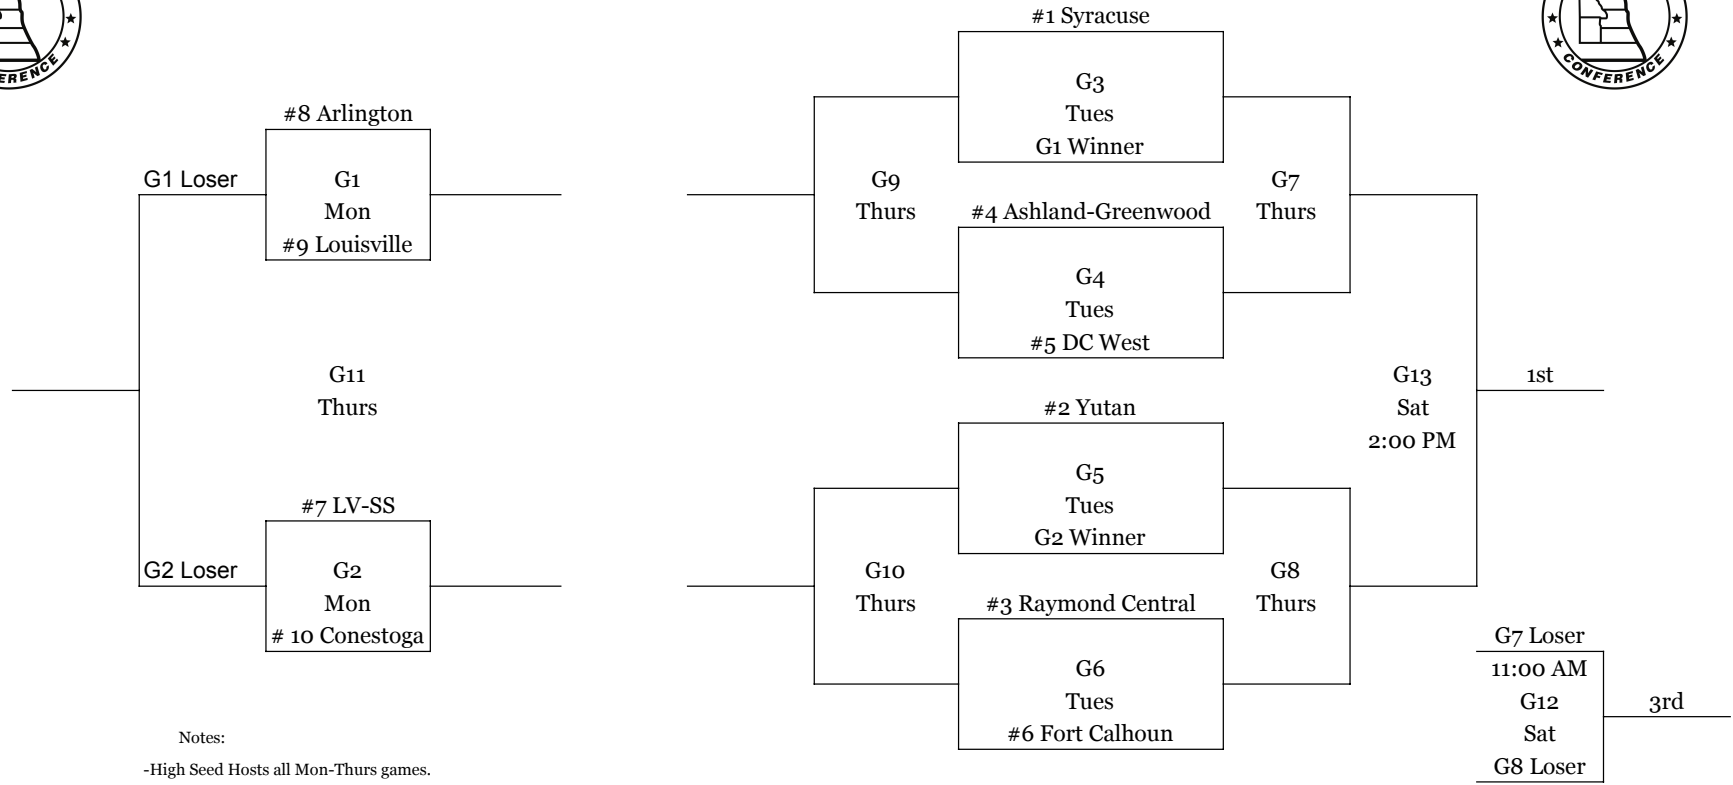 #1 Syracuse
G3
Tues
G1 Winner
#8 Arlington
G1 Loser
G1
Mon
#9 Louisville
G9
Thurs
G7
Thurs
#4 Ashland-Greenwood
G4
Tues
#5 DC West
G11
Thurs
G13
Sat
2:00 PM
1st
#2 Yutan
G5
Tues
G2 Winner
#7 LV-SS
G2 Loser
G2
Mon
# 10 Conestoga
G10
Thurs
G8
Thurs
#3 Raymond Central
G6
Tues
#6 Fort Calhoun
G7 Loser
11:00 AM
G12
Sat
G8 Loser
3rd
Notes:
-High Seed Hosts all Mon-Thurs games.
CONFERENCE